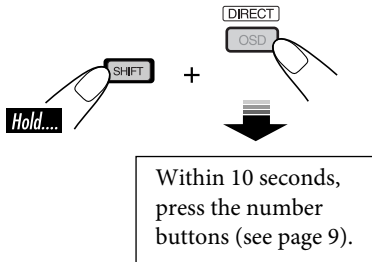 DIRECT
OSD
SHIFT
+
Hold....
Within 10 seconds,
press the number
buttons (see page 9).